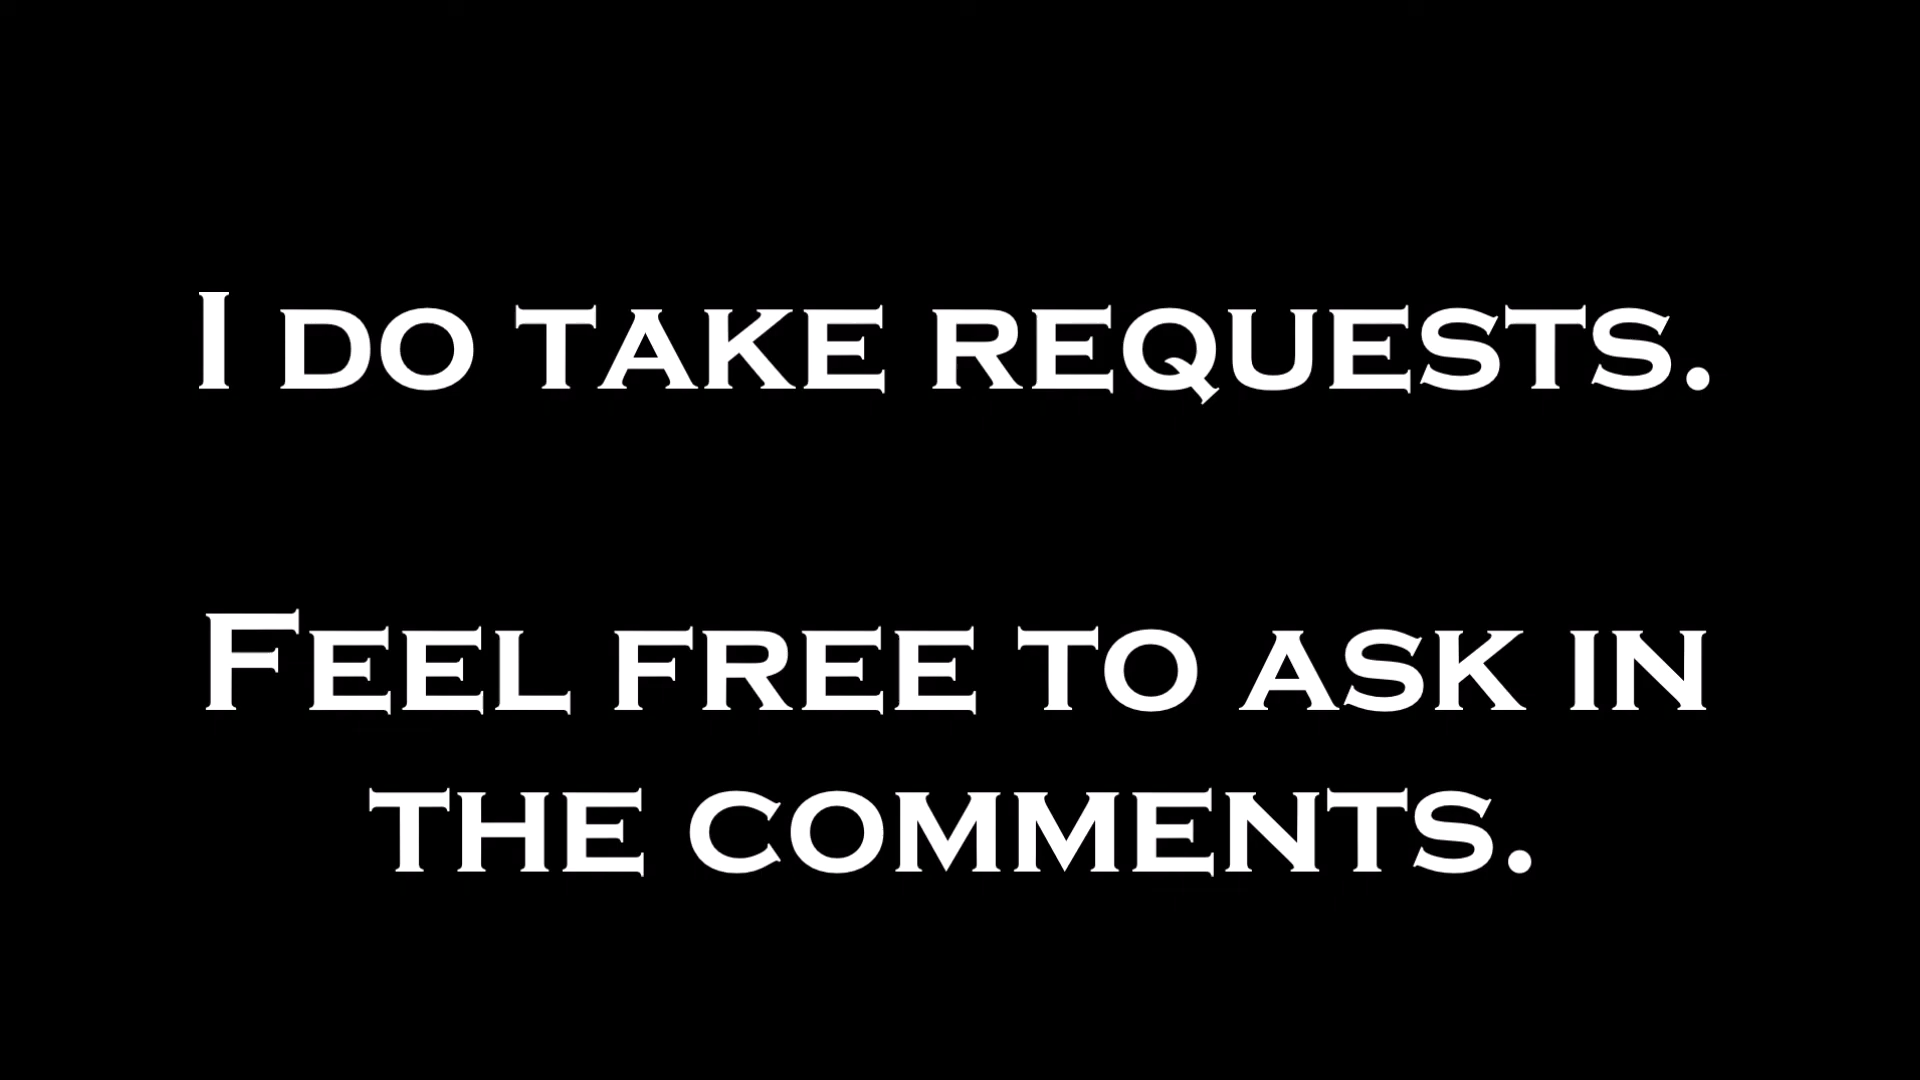 I do take requests.
Feel free to ask in
the comments.